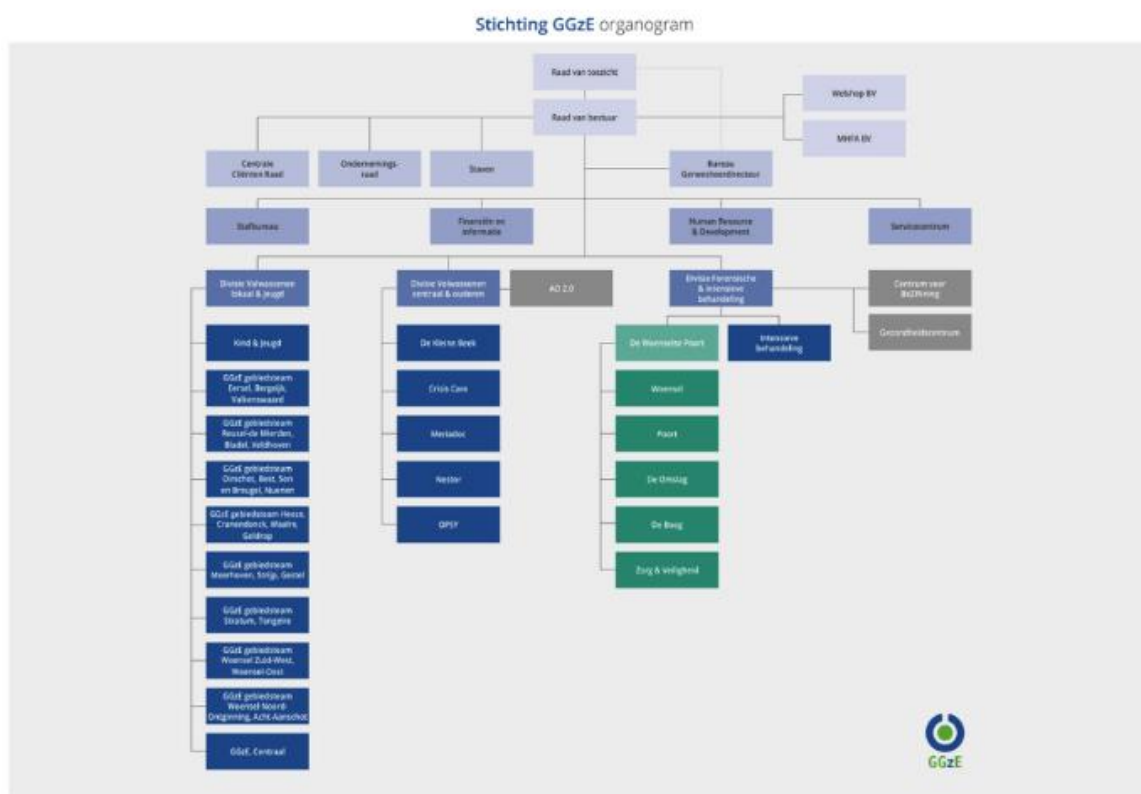 Stichting GGzE organogram
Raad van toezicht
Raad van bestuur
Webshop BV
MHFA BV
Centrale
Cliënten Raad
Ondernemings-
raad
Staven
Bureau
Geneesheerdirecteur
Stafbureau
Financiën en
informatie
Human Resource
& Development
Servicecentrum
Divisie Volwassenen
lokaal & jeugd
Divisie Volwassenen
centraal & ouderen
AO 2.0
Divisie Forensische
& intensieve
behandeling
Centrum voor
Gezondheidscentrum
Kind & Jeugd
De Kleine Beek
De Woenselse Poort
Intensieve
behandeling
GGzE gebiedsteam
Eersel, Bergeijk,
Valkenswaard
Crisis Care
Woensel
GGzE gebiedsteam
Reusel-de Mierden,
Bladel, Veldhoven
Mesladoc
Poort
GGzE gebiedsteam
Oirschot, Best, Son
en Breugel, Nuenen
Nestor
De Omslag
GGzE gebiedsteam Heeze,
Cranendonck, Waalre,
Geldrop
OPSY
De Boog
GGzE gebiedsteam
Meerhoven, Strijp, Gestel
Zorg & Veiligheid
GGzE gebiedsteam
Stratum, Tongelre
GGzE gebiedsteam
Woensel Zuid-West,
Woensel Oost
GGzE gebiedsteam
Woensel Noord-
Ontginning, Acht-Aanschot
GGzE, Centraal
GGzE